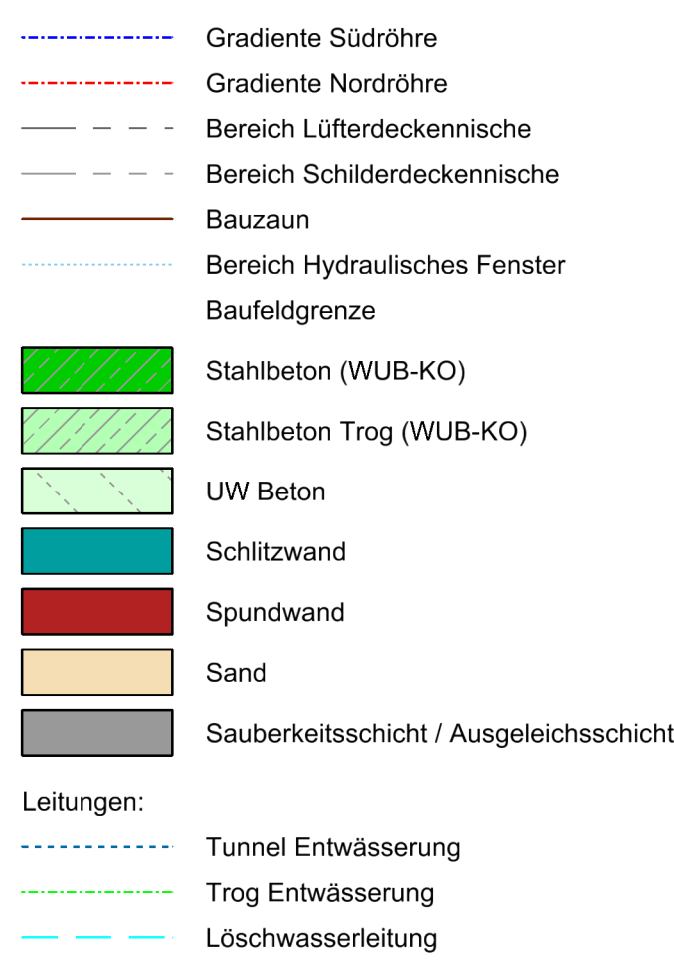 Gradiente Südröhre
Gradiente Nordröhre
Bereich Lüfterdeckennische
Bereich Schilderdeckennische
Bauzaun
Bereich Hydraulisches Fenster
Baufeldgrenze
Stahlbeton (WUB-KO)
Stahlbeton Trog (WUB-KO)
UW Beton
Schlitzwand
Spundwand
Sand
Sauberkeitsschicht / Ausgeleichsschicht
Leitungen:
Tunnel Entwässerung
Trog Entwässerung
Löschwasserleitung